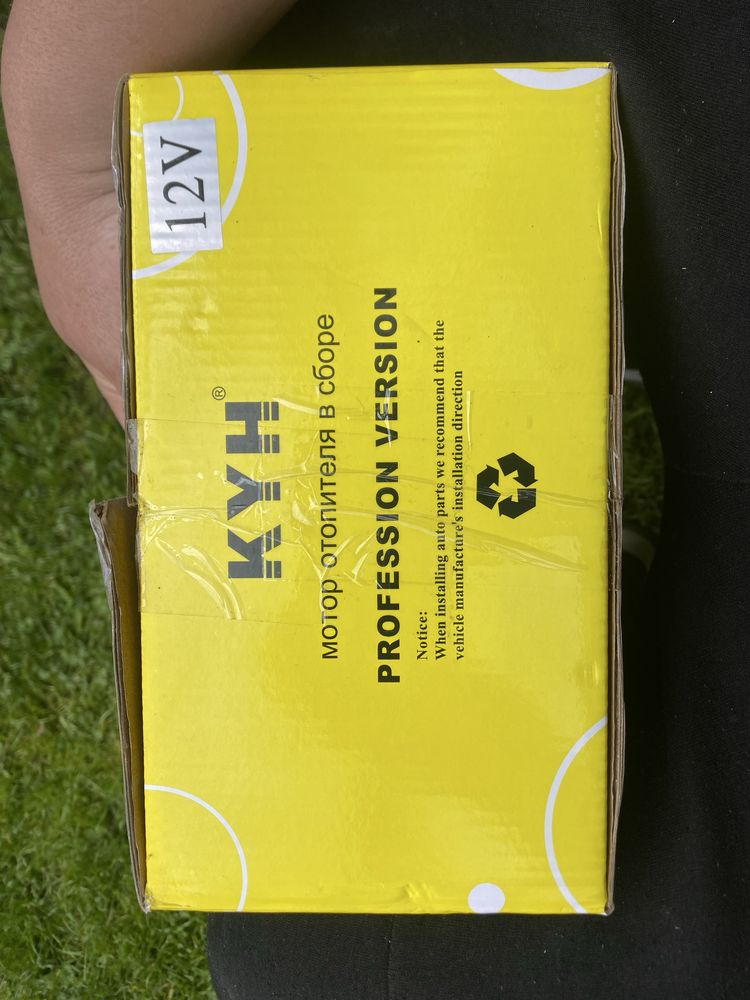 12V
KYH®
мотор отопителя в сборе
PROFESSION VERSION
Notice:
When installing auto parts we recommend that the
vehicle manufacture's installation direction